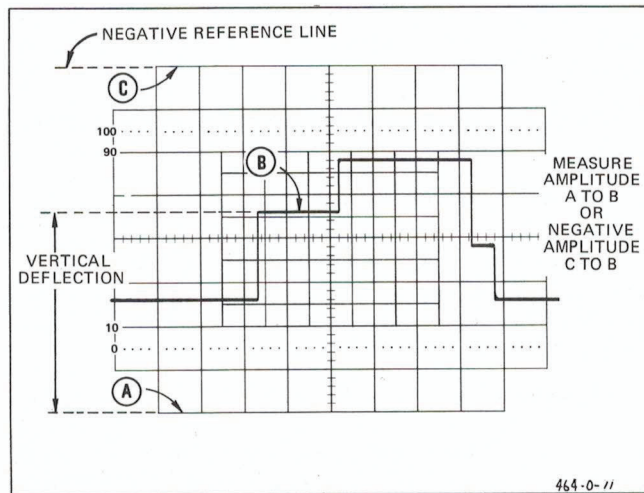 NEGATIVE REFERENCE LINE
C
100
90
B
MEASURE
AMPLITUDE
A TO B
OR
NEGATIVE
AMPLITUDE
C TO B
VERTICAL
DEFLECTION
10
0
A
464-0-11